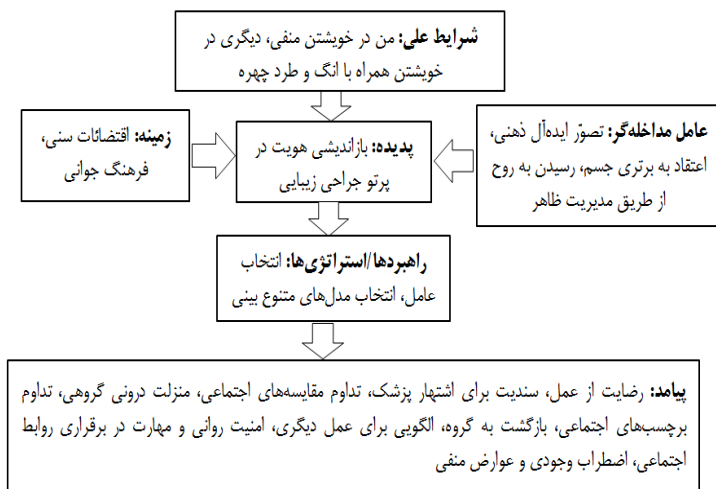 شرایط علی: من در خویشتن منفی، دیگری در
خویشتن همراه با انگ و طرد چهره
زمینه: اقتضائات سنی،
فرهنگ جوانی
پدیده: بازاندیشی هویت در
پرتو جراحی زیبایی
عامل مداخله‌گر: تصوّر ایده‌آل ذهنی،
اعتقاد به برتری جسم، رسیدن به روح
از طریق مدیریت ظاهر
راهبردها/استراتژی‌ها: انتخاب
عامل، انتخاب مدل‌های متنوع بینی
پیامد: رضایت از عمل، سندیت برای اشتهار پزشک، تداوم مقایسه‌های اجتماعی، منزلت درونی گروهی، تداوم
برچسب‌های اجتماعی، بازگشت به گروه، الگویی برای عمل دیگری، امنیت روانی و مهارت در برقراری روابط
اجتماعی، اضطراب وجودی و عوارض منفی